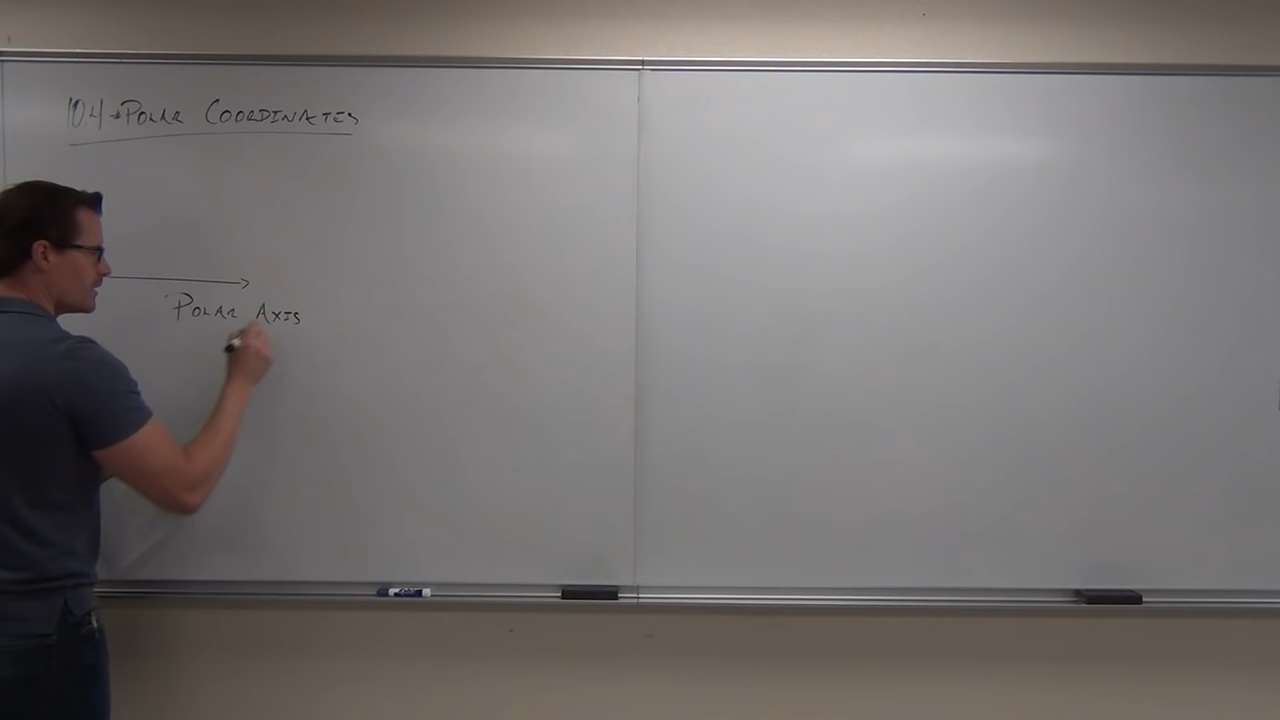 10.4 → POLAR COORDINATES
POLAR AXIS